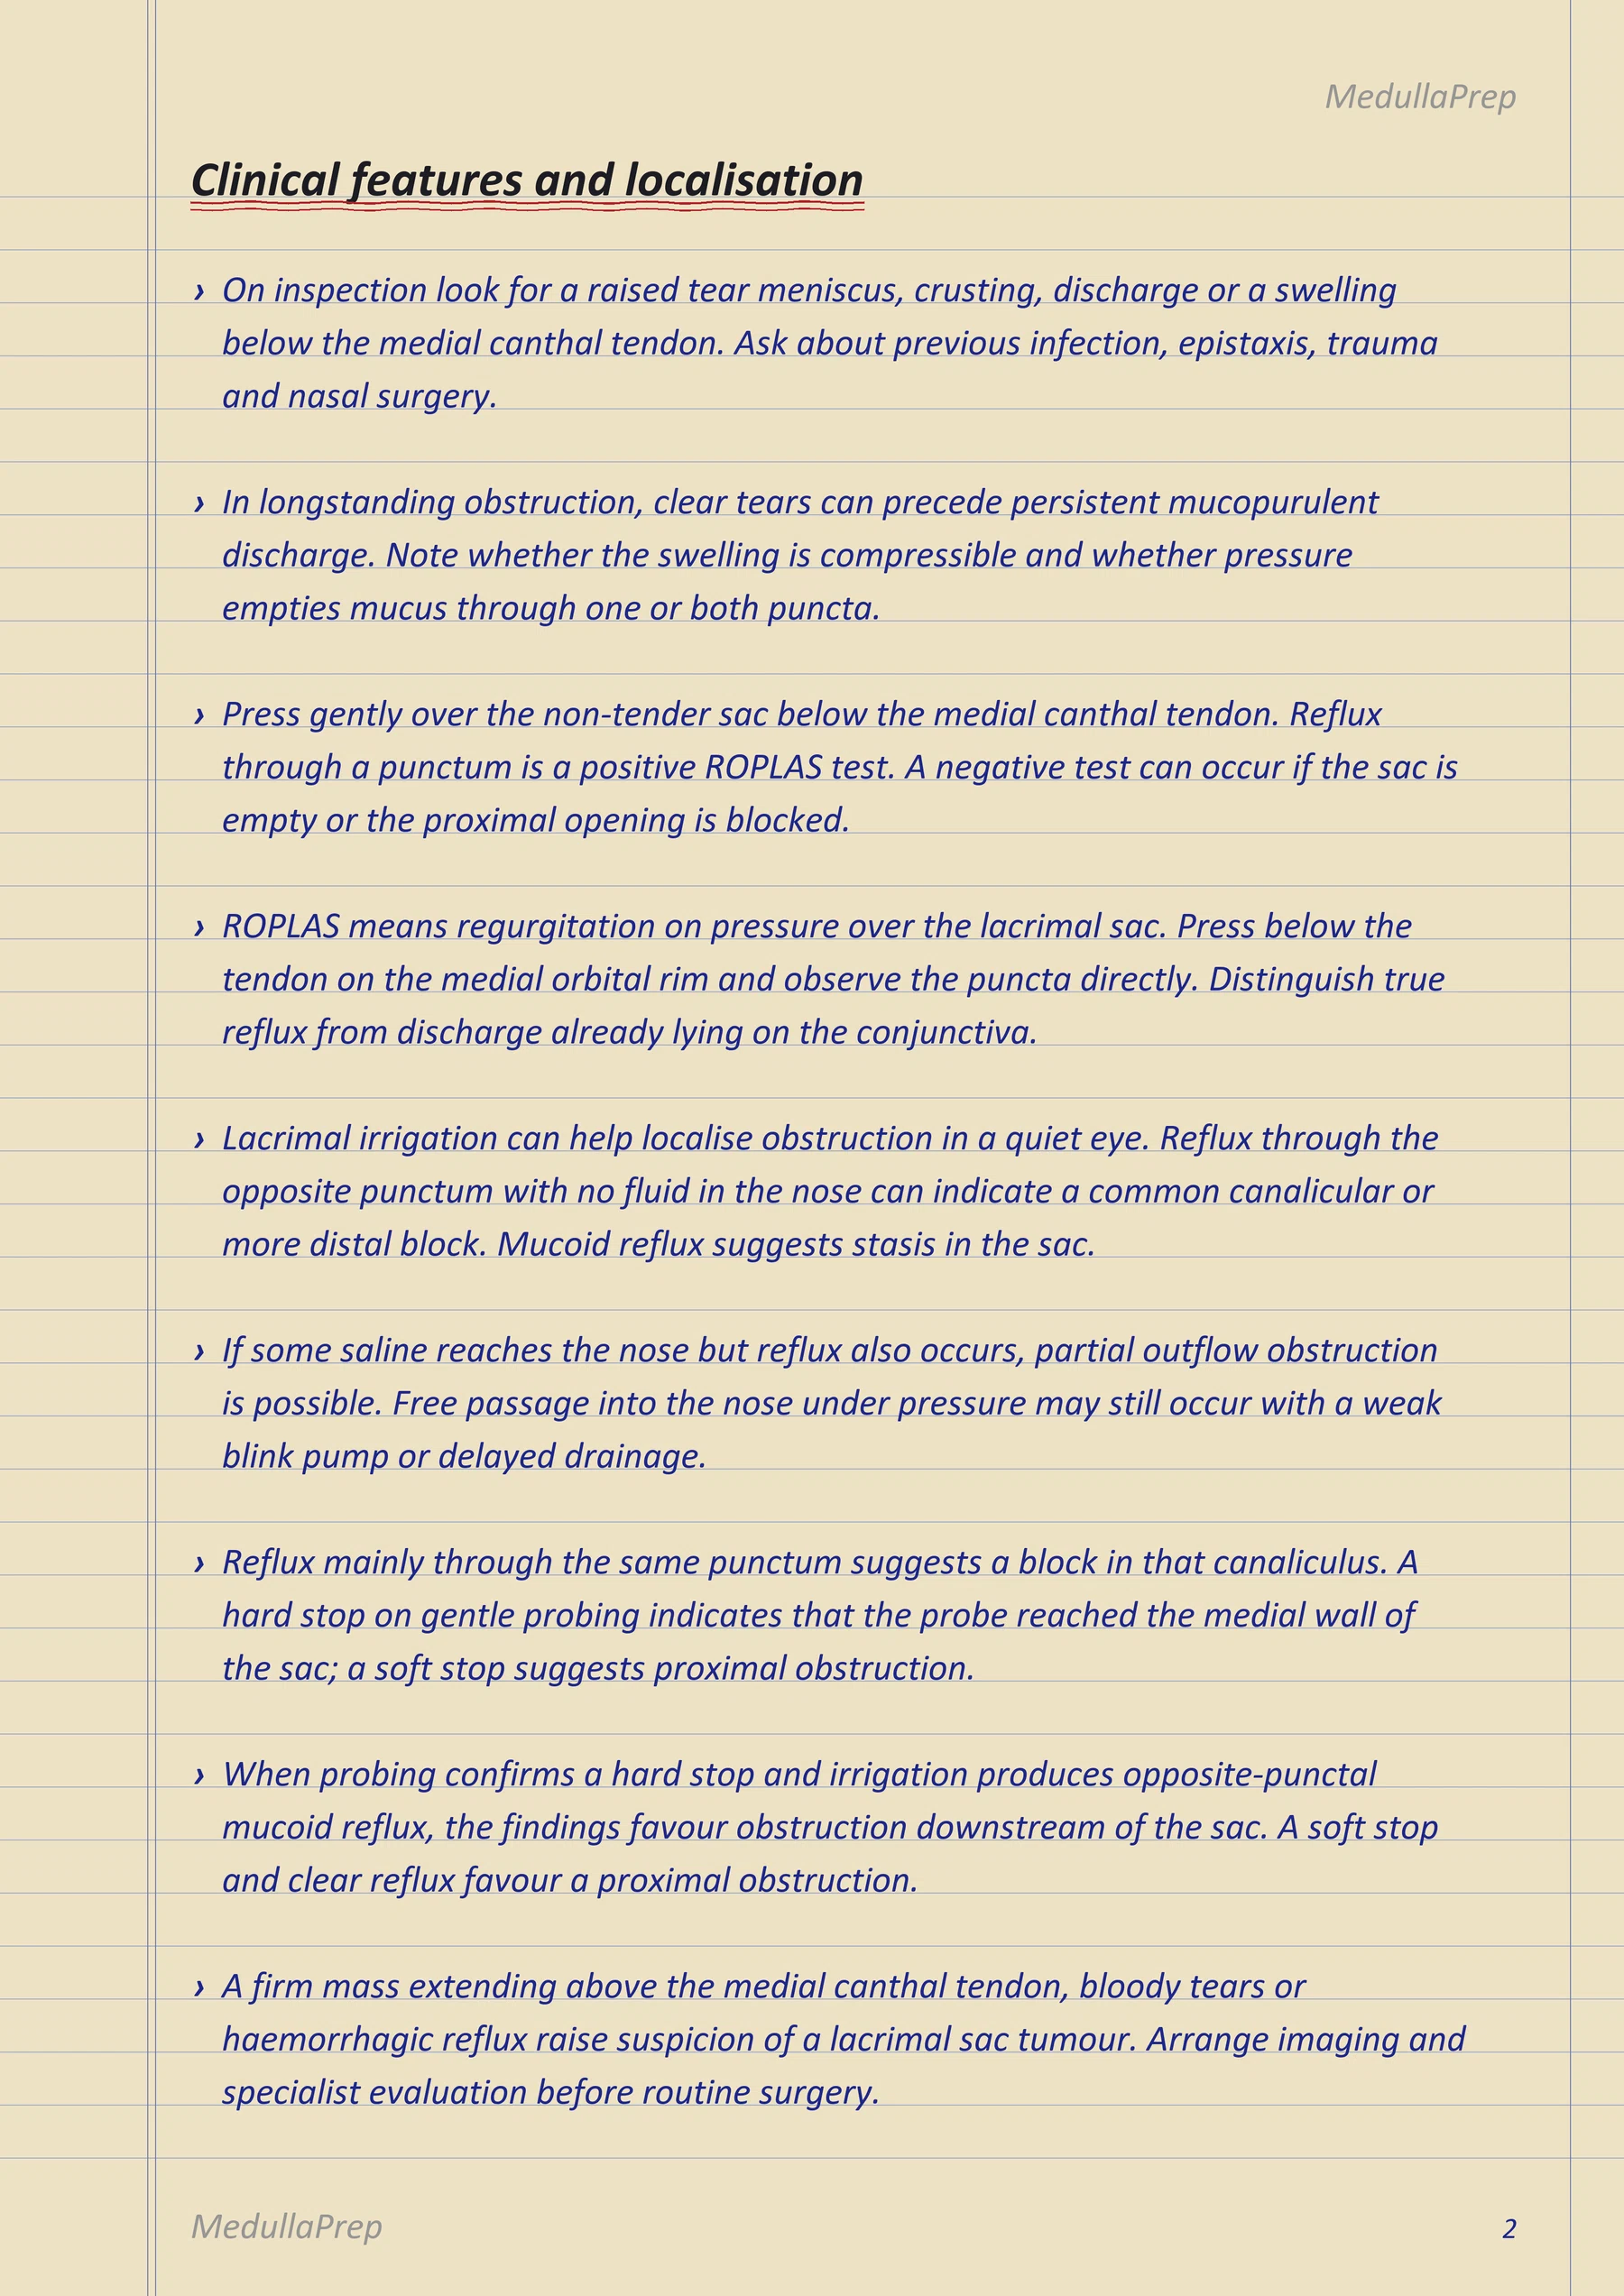 MedullaPrep
Clinical features and localisation
› On inspection look for a raised tear meniscus, crusting, discharge or a swelling
below the medial canthal tendon. Ask about previous infection, epistaxis, trauma
and nasal surgery.
› In longstanding obstruction, clear tears can precede persistent mucopurulent
discharge. Note whether the swelling is compressible and whether pressure
empties mucus through one or both puncta.
› Press gently over the non-tender sac below the medial canthal tendon. Reflux
through a punctum is a positive ROPLAS test. A negative test can occur if the sac is
empty or the proximal opening is blocked.
› ROPLAS means regurgitation on pressure over the lacrimal sac. Press below the
tendon on the medial orbital rim and observe the puncta directly. Distinguish true
reflux from discharge already lying on the conjunctiva.
› Lacrimal irrigation can help localise obstruction in a quiet eye. Reflux through the
opposite punctum with no fluid in the nose can indicate a common canalicular or
more distal block. Mucoid reflux suggests stasis in the sac.
› If some saline reaches the nose but reflux also occurs, partial outflow obstruction
is possible. Free passage into the nose under pressure may still occur with a weak
blink pump or delayed drainage.
› Reflux mainly through the same punctum suggests a block in that canaliculus. A
hard stop on gentle probing indicates that the probe reached the medial wall of
the sac; a soft stop suggests proximal obstruction.
› When probing confirms a hard stop and irrigation produces opposite-punctal
mucoid reflux, the findings favour obstruction downstream of the sac. A soft stop
and clear reflux favour a proximal obstruction.
› A firm mass extending above the medial canthal tendon, bloody tears or
haemorrhagic reflux raise suspicion of a lacrimal sac tumour. Arrange imaging and
specialist evaluation before routine surgery.
MedullaPrep
2